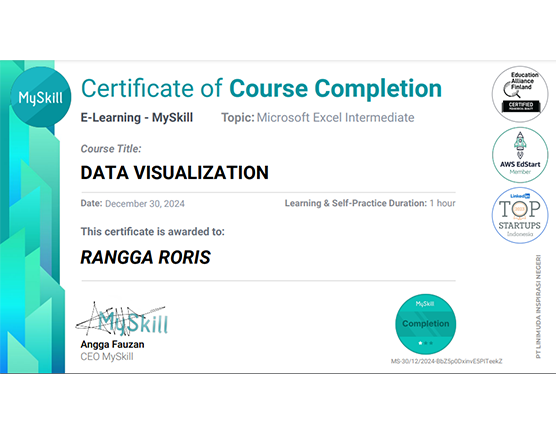 MySkill
Certificate of Course Completion
E-Learning - MySkill Topic: Microsoft Excel Intermediate
Course Title:
DATA VISUALIZATION
Date: December 30, 2024 Learning & Self-Practice Duration: 1 hour
This certificate is awarded to:
RANGGA RORIS
MySkill
Angga Fauzan
CEO MySkill
MySkill
Completion
MS-30/12/2024-BbZ5p0DxinvE5PITeekZ
Education
Alliance
Finland
CERTIFIED
AWS EdStart
Member
LinkedIn
TOP
STARTUPS
Indonesia
PT LINIMUDA INSPIRASI NEGERI